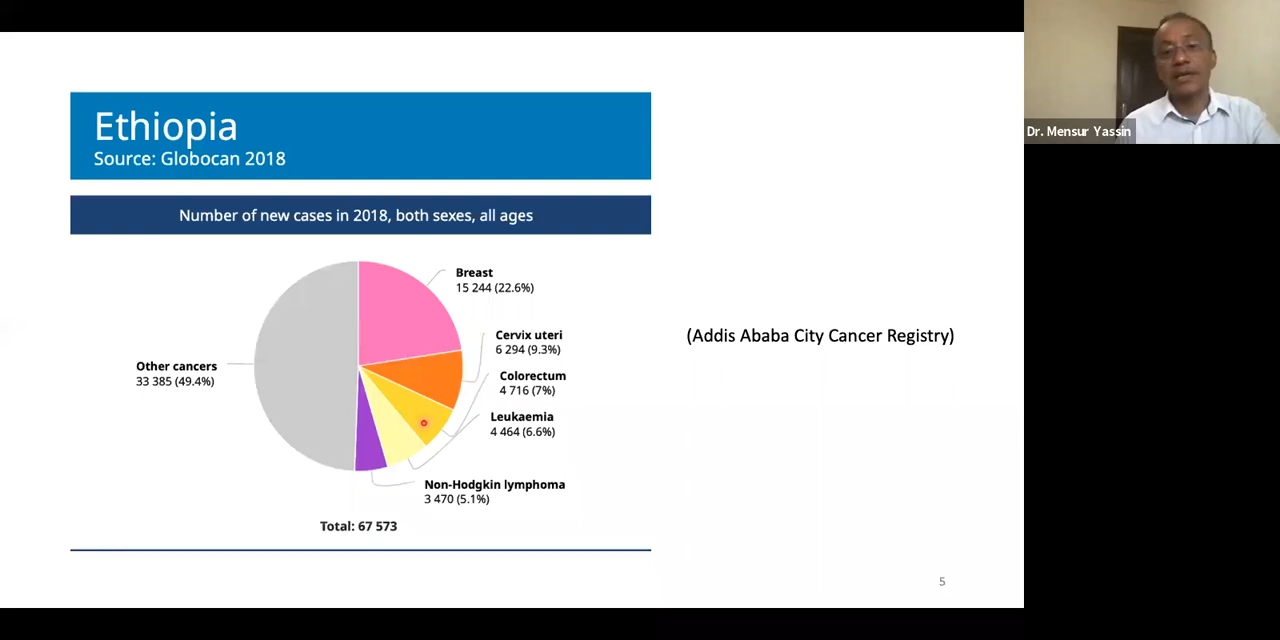 Ethiopia
Source: Globocan 2018
Number of new cases in 2018, both sexes, all ages
Breast
15 244 (22.6%)
Cervix uteri
6 294 (9.3%)
Colorectum
4 716 (7%)
Leukaemia
4 464 (6.6%)
Non-Hodgkin lymphoma
3 470 (5.1%)
Other cancers
33 385 (49.4%)
Total: 67 573
(Addis Ababa City Cancer Registry)
5
Dr. Mensur Yassin